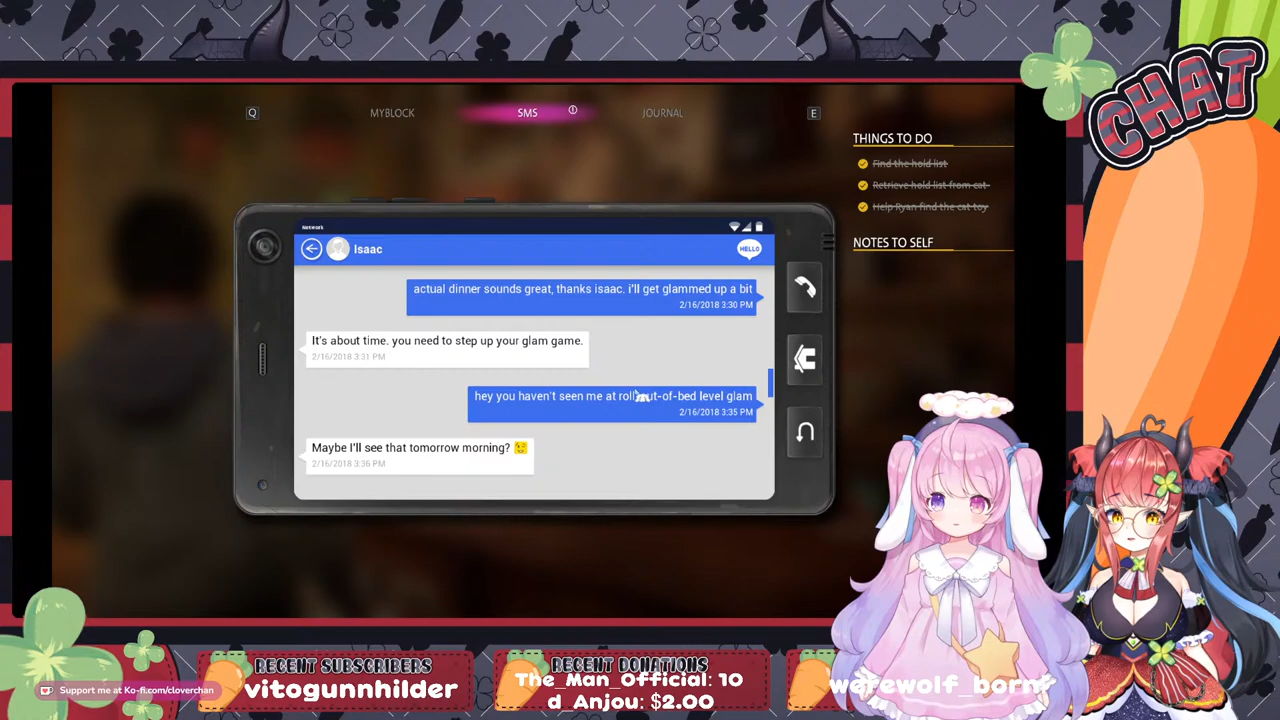 CHAT
Q
MYBLOCK
SMS
JOURNAL
E
THINGS TO DO
Find the hold list
Retrieve hold list from cat
Help Ryan find the cat toy
NOTES TO SELF
Network
Isaac
HELLO
actual dinner sounds great, thanks isaac. i'll get glammed up a bit
2/16/2018 3:30 PM
It's about time. you need to step up your glam game.
2/16/2018 3:31 PM
hey you haven't seen me at roll-out-of-bed level glam
2/16/2018 3:35 PM
Maybe I'll see that tomorrow morning? 😉
2/16/2018 3:36 PM
Support me at Ko-fi.com/cloverchan
RECENT SUBSCRIBERS
vitogunnhilder
RECENT DONATIONS
The_Man_Official: 10
d_Anjou: $2.00
werewolf_born